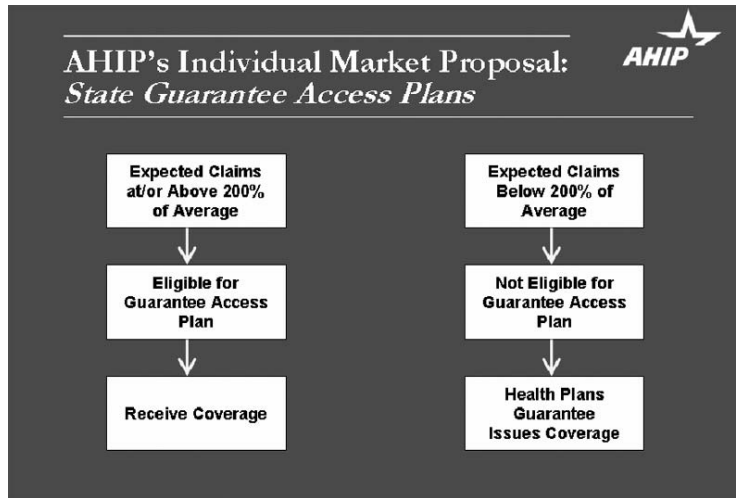 AHIP's Individual Market Proposal:
State Guarantee Access Plans
AHIP
Expected Claims
at/or Above 200%
of Average
Eligible for
Guarantee Access
Plan
Receive Coverage
Expected Claims
Below 200% of
Average
Not Eligible for
Guarantee Access
Plan
Health Plans
Guarantee
Issues Coverage